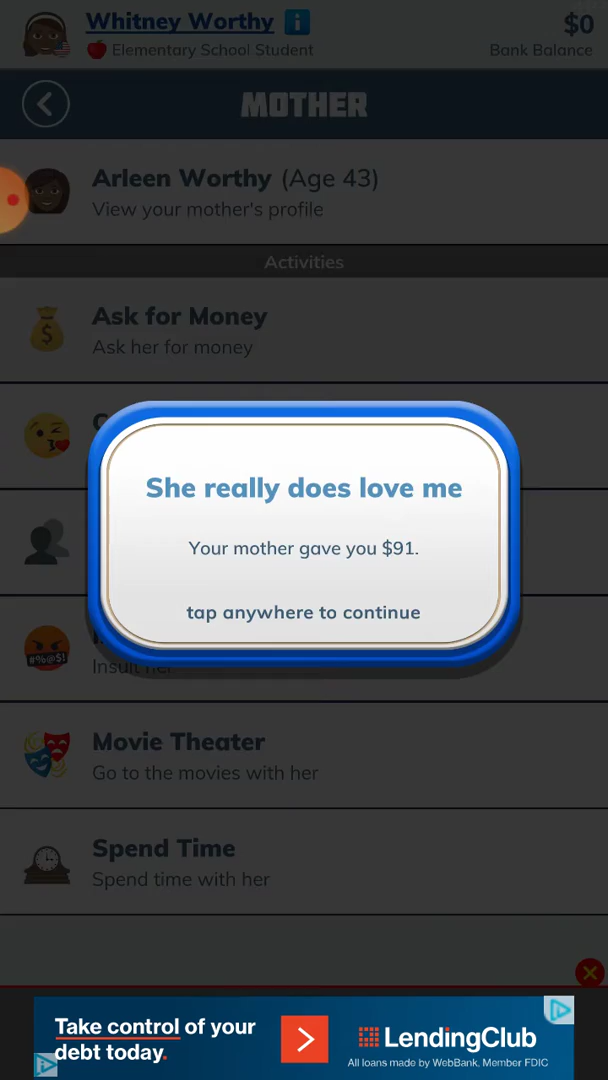 Whitney Worthy
$0
Elementary School Student
Bank Balance
MOTHER
Arleen Worthy (Age 43)
View your mother's profile
Activities
Ask for Money
Ask her for money
She really does love me
Your mother gave you $91.
tap anywhere to continue
#%@$!
Insult her
Movie Theater
Go to the movies with her
Spend Time
Spend time with her
Take control of your
debt today.
LendingClub
All loans made by WebBank, Member FDIC